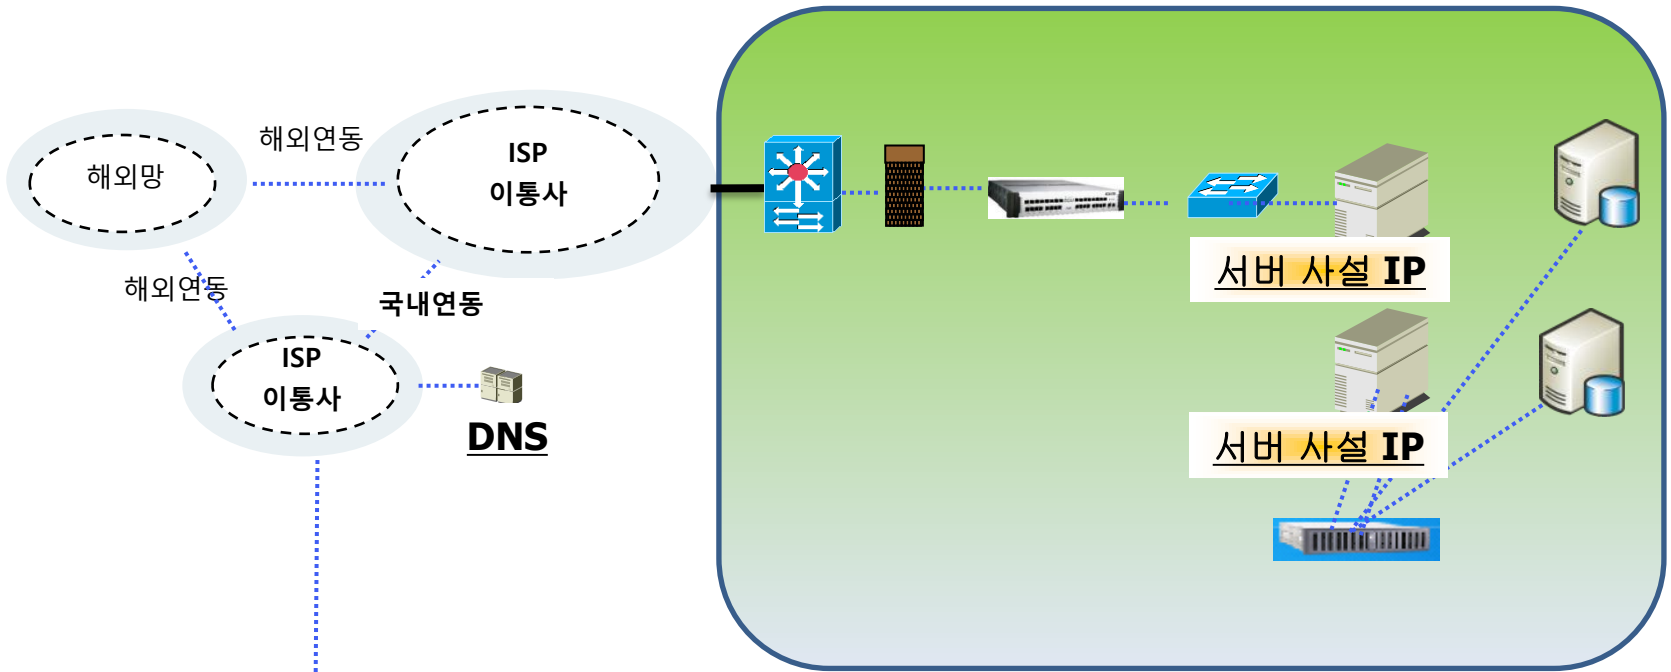 해외망
해외연동
ISP
이통사
해외연동
국내연동
ISP
이통사
DNS
서버 사설 IP
서버 사설 IP